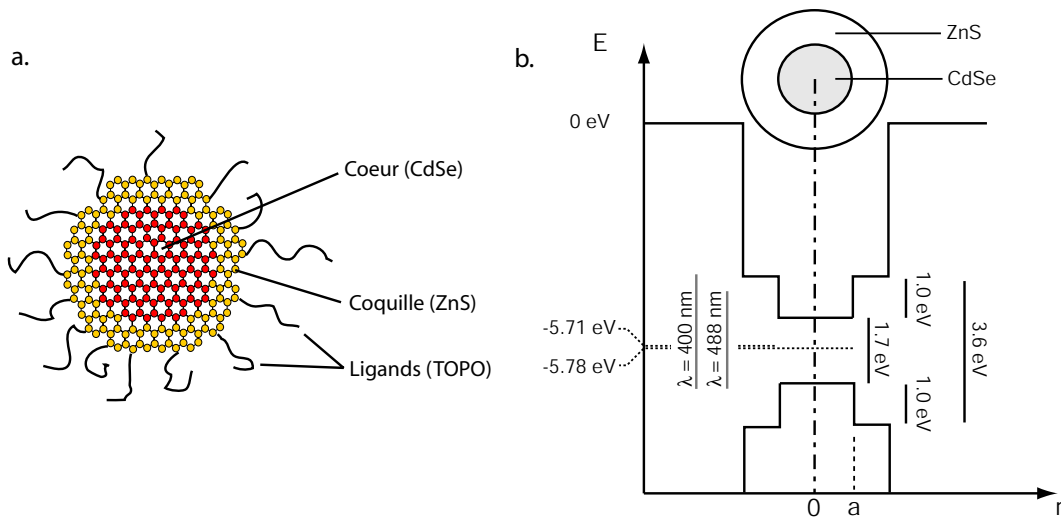 a.
Coeur (CdSe)
Coquille (ZnS)
Ligands (TOPO)
b.
E
ZnS
CdSe
0 eV
-5.71 eV
-5.78 eV
λ = 400 nm
λ = 488 nm
1.0 eV
1.7 eV
1.0 eV
3.6 eV
0
a
r